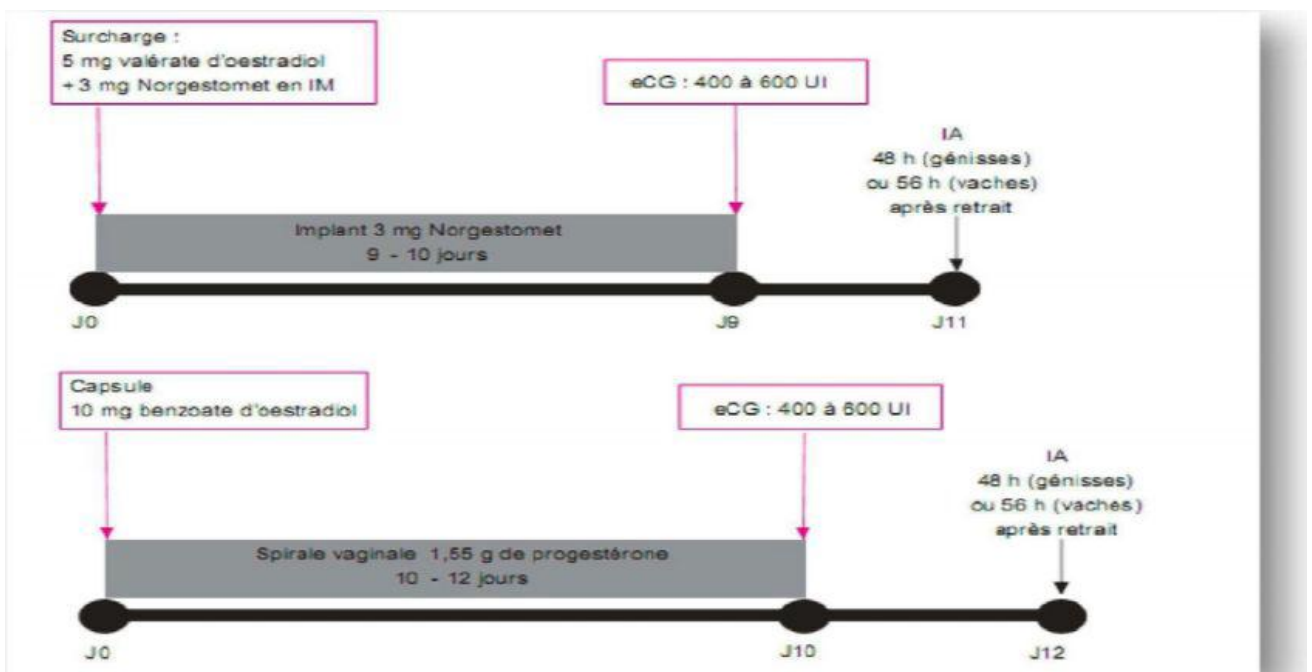 Surcharge :
5 mg valérate d'oestradiol
+ 3 mg Norgestomet en IM
eCG : 400 à 600 UI
IA
48 h (génisses)
ou 56 h (vaches)
après retrait
Implant 3 mg Norgestomet
9 - 10 jours
J0
J9
J11
Capsule
10 mg benzoate d'oestradiol
eCG : 400 à 600 UI
IA
48 h (génisses)
ou 56 h (vaches)
après retrait
Spirale vaginale 1,55 g de progestérone
10 - 12 jours
J0
J10
J12